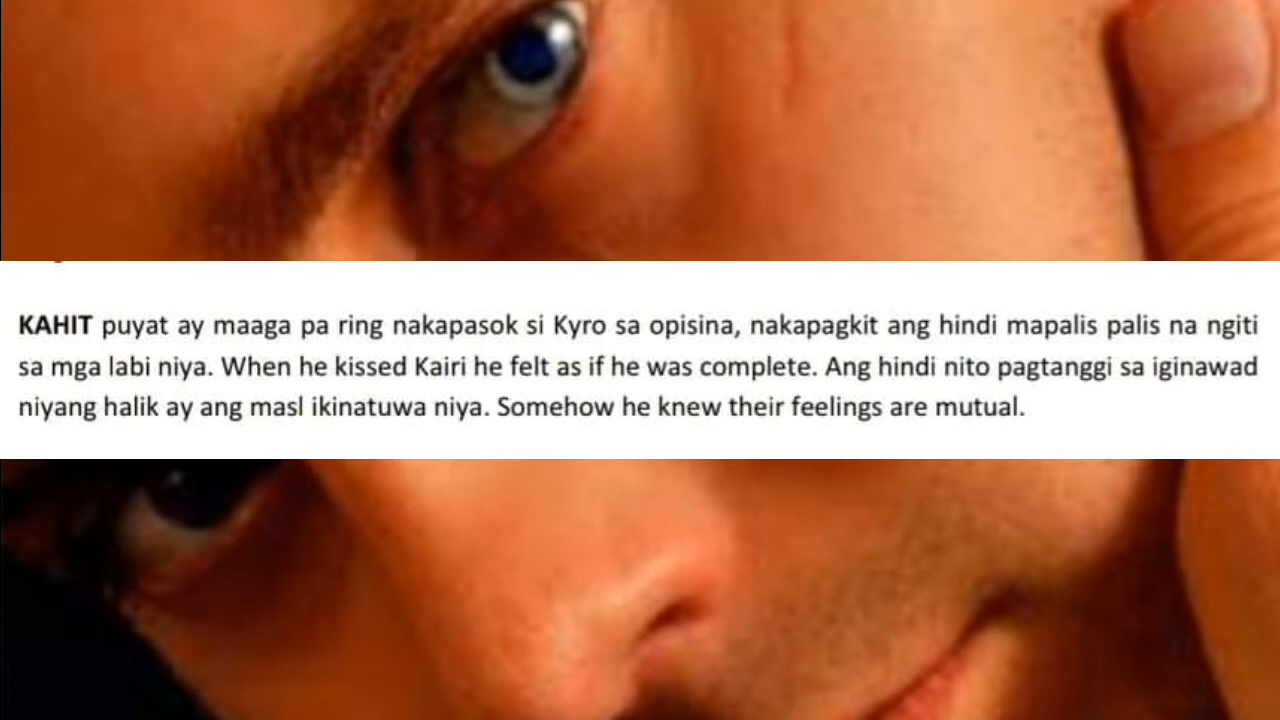 KAHIT puyat ay maaga pa ring nakapasok si Kyro sa opisina, nakapagkit ang hindi mapalis palis na ngiti
sa mga labi niya. When he kissed Kairi he felt as if he was complete. Ang hindi nito pagtanggi sa iginawad
niyang halik ay ang masl ikinatuwa niya. Somehow he knew their feelings are mutual.